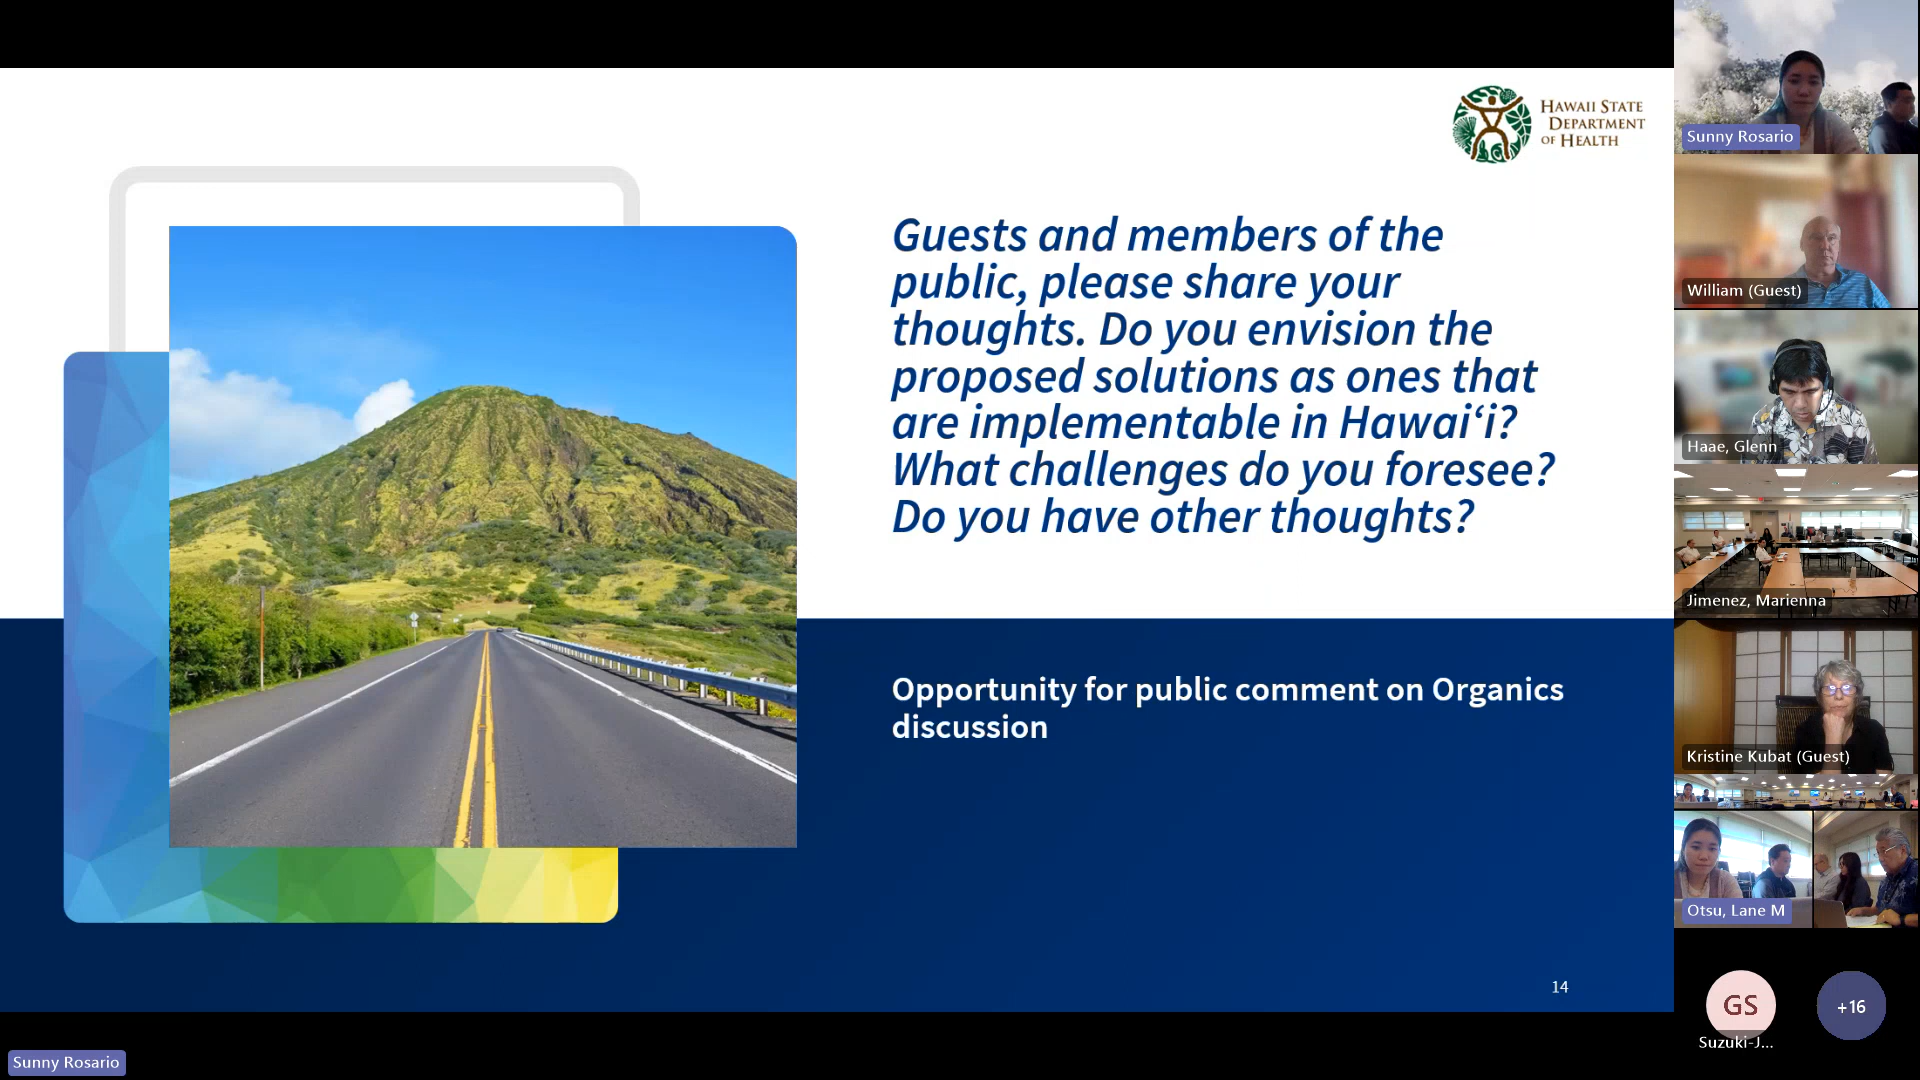 HAWAII STATE
DEPARTMENT
OF HEALTH
Guests and members of the
public, please share your
thoughts. Do you envision the
proposed solutions as ones that
are implementable in Hawaiʻi?
What challenges do you foresee?
Do you have other thoughts?
Opportunity for public comment on Organics
discussion
14
Sunny Rosario
Sunny Rosario
William (Guest)
Haae, Glenn
Jimenez, Marienna
Kristine Kubat (Guest)
Otsu, Lane M
GS
Suzuki-J...
+16